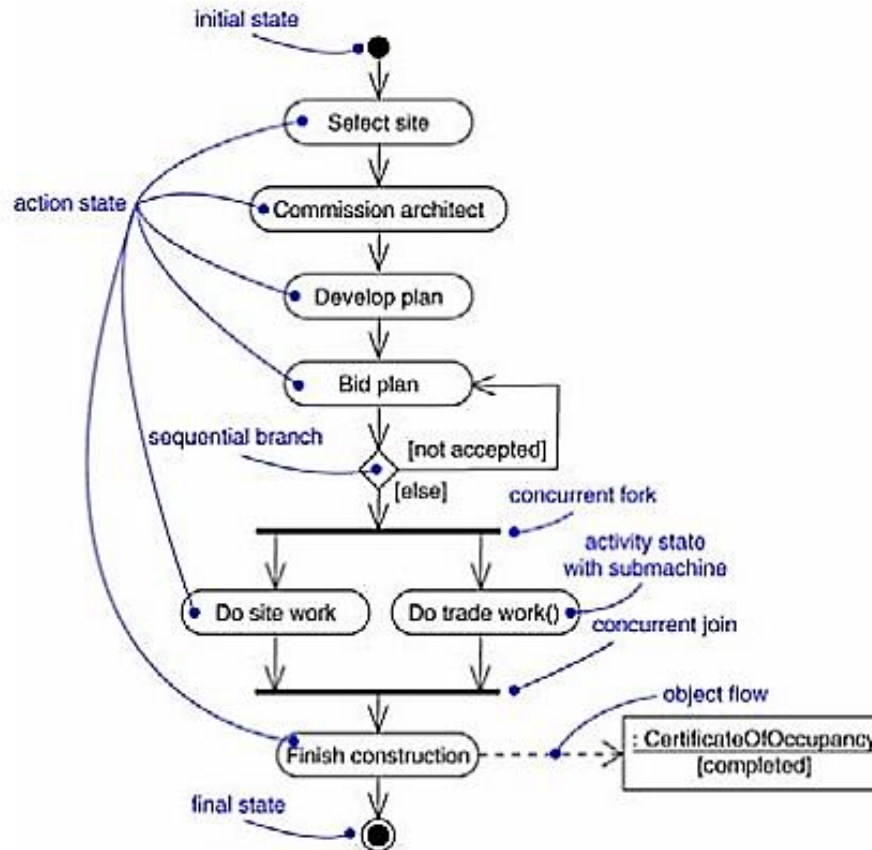 initial state
Select site
action state
Commission architect
Develop plan
Bid plan
sequential branch
[not accepted]
[else]
concurrent fork
activity state
with submachine
Do site work
Do trade work()
concurrent join
object flow
: CertificateOfOccupancy
[completed]
Finish construction
final state